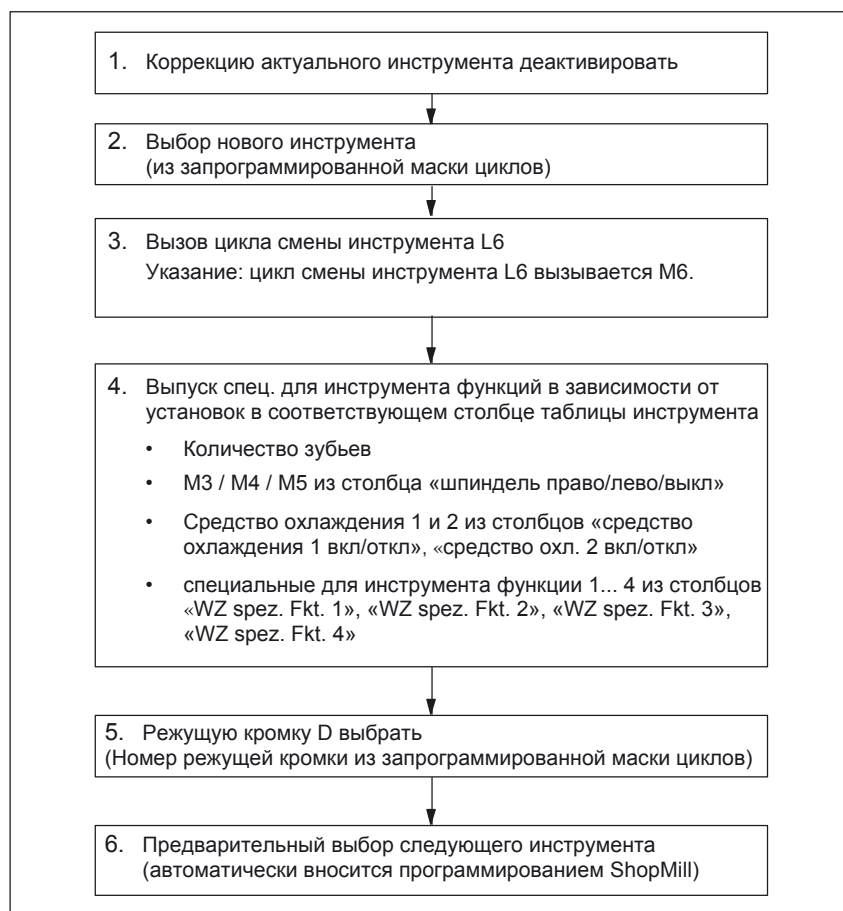 1. Коррекцию актуального инструмента деактивировать
2. Выбор нового инструмента
(из запрограммированной маски циклов)
3. Вызов цикла смены инструмента L6
Указание: цикл смены инструмента L6 вызывается M6.
4. Выпуск спец. для инструмента функций в зависимости от
установок в соответствующем столбце таблицы инструмента
• Количество зубьев
• M3 / M4 / M5 из столбца «шпиндель право/лево/выкл»
• Средство охлаждения 1 и 2 из столбцов «средство
охлаждения 1 вкл/откл», «средство охл. 2 вкл/откл»
• специальные для инструмента функции 1... 4 из столбцов
«WZ spez. Fkt. 1», «WZ spez. Fkt. 2», «WZ spez. Fkt. 3»,
«WZ spez. Fkt. 4»
5. Режущую кромку D выбрать
(Номер режущей кромки из запрограммированной маски циклов)
6. Предварительный выбор следующего инструмента
(автоматически вносится программированием ShopMill)